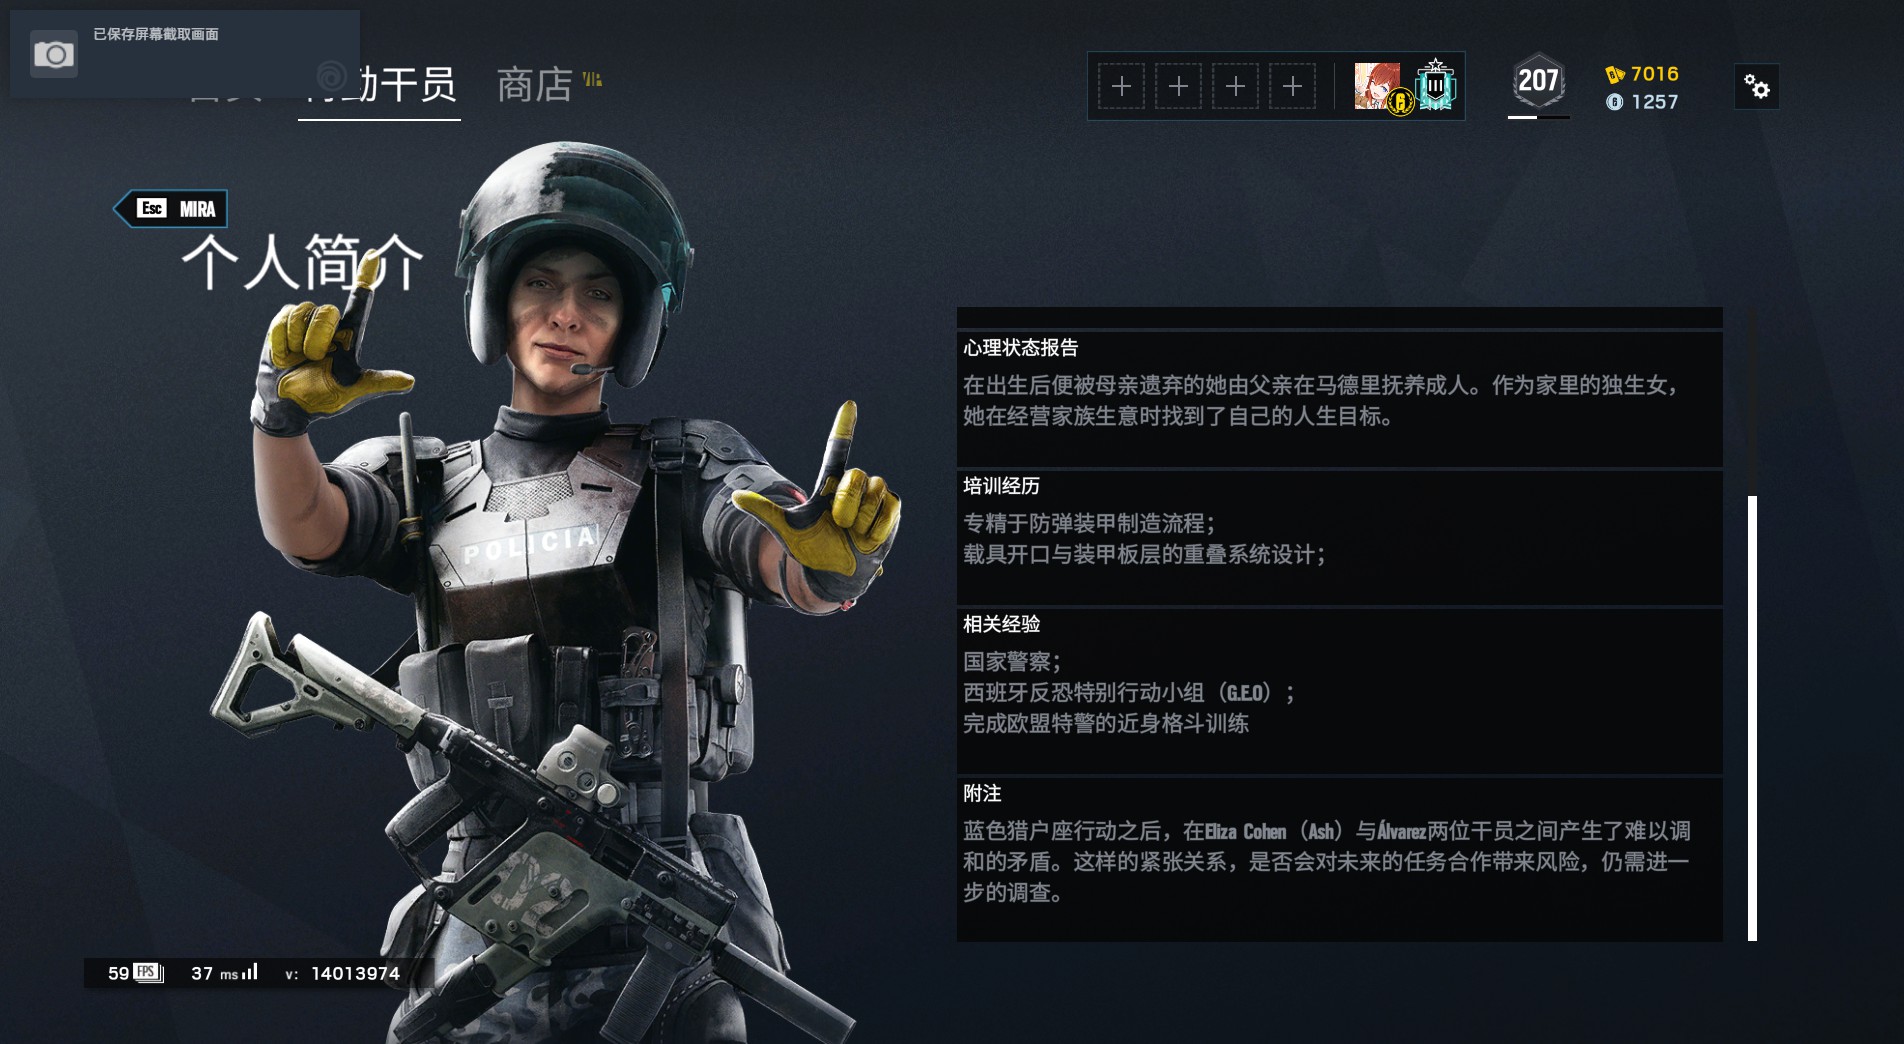 已保存屏幕截取画面
行动干员
商店
207
7016
1257
Esc MIRA
个人简介
POLICIA
心理状态报告
在出生后便被母亲遗弃的她由父亲在马德里抚养成人。作为家里的独生女，
她在经营家族生意时找到了自己的人生目标。
培训经历
专精于防弹装甲制造流程；
载具开口与装甲板层的重叠系统设计；
相关经验
国家警察；
西班牙反恐特别行动小组（G.E.O）；
完成欧盟特警的近身格斗训练
附注
蓝色猎户座行动之后，在Eliza Cohen（Ash）与Álvarez两位干员之间产生了难以调
和的矛盾。这样的紧张关系，是否会对未来的任务合作带来风险，仍需进一
步的调查。
59 FPS 37 ms v: 14013974